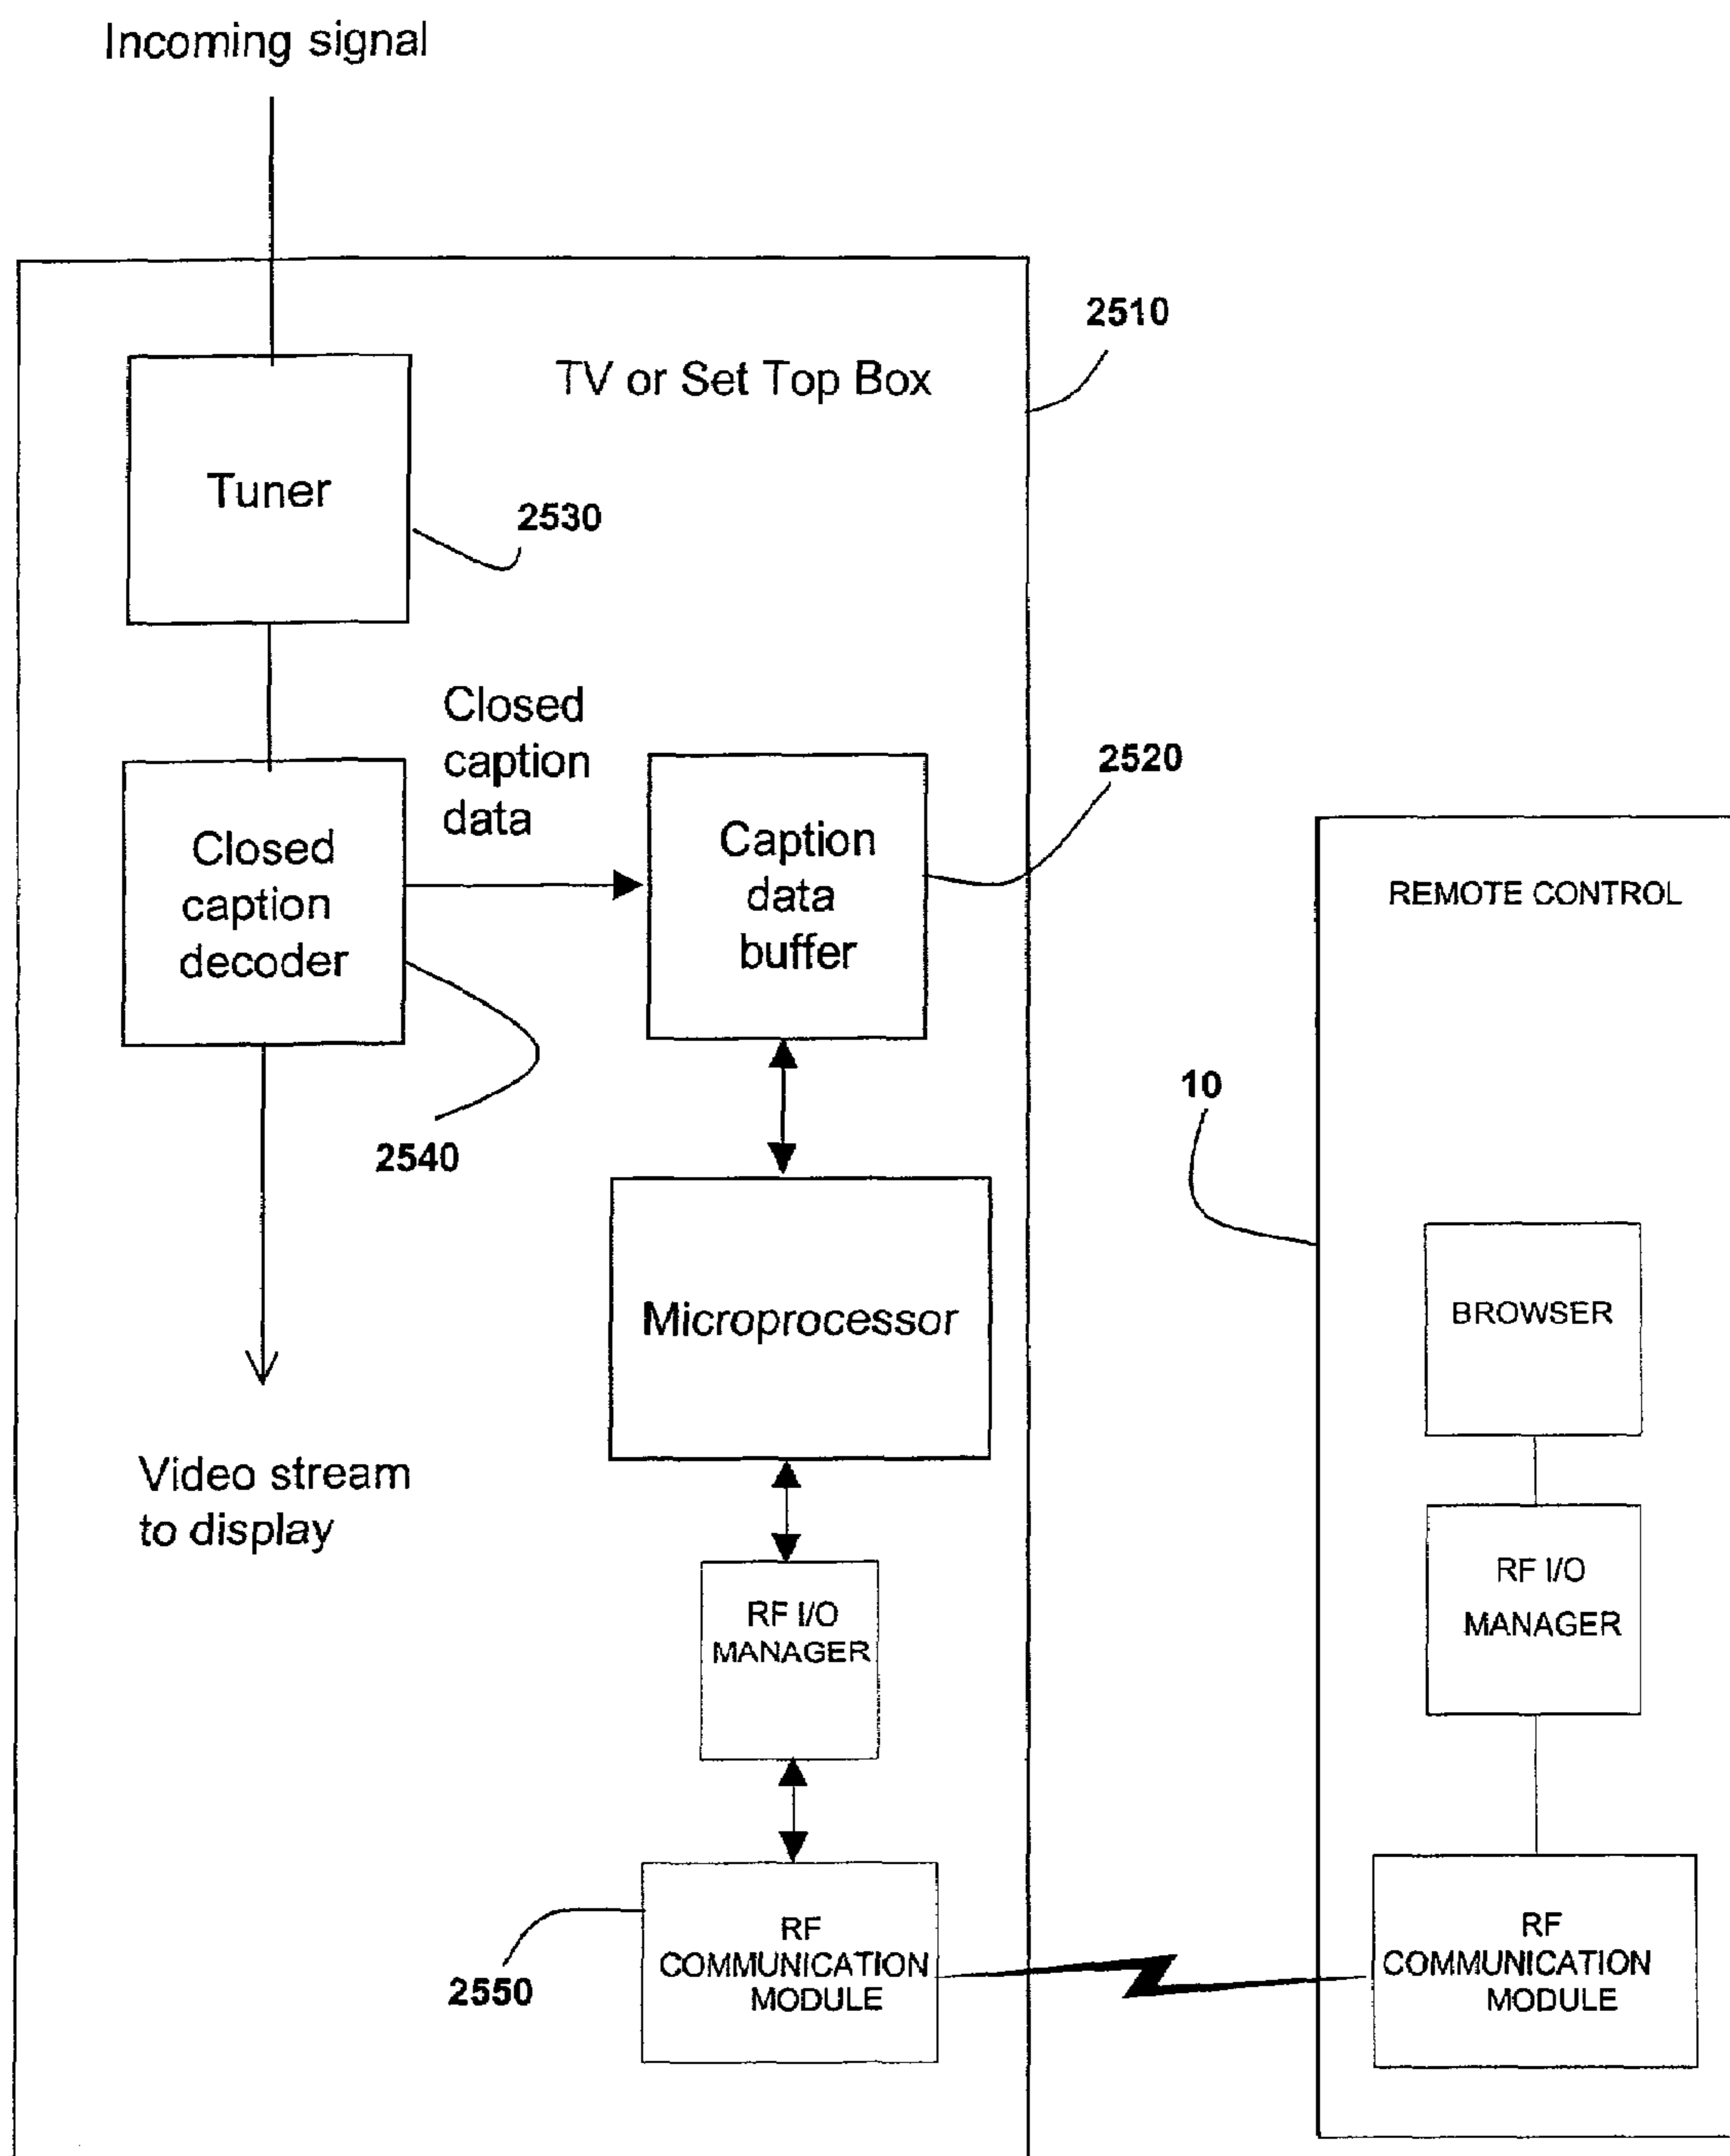 Incoming signal
2510
TV or Set Top Box
Tuner
2530
Closed
caption
data
2520
Closed
caption
decoder
Caption
data
buffer
REMOTE CONTROL
10
2540
Microprocessor
BROWSER
Video stream
to display
RF I/O
MANAGER
RF I/O
MANAGER
2550
RF
COMMUNICATION
MODULE
RF
COMMUNICATION
MODULE